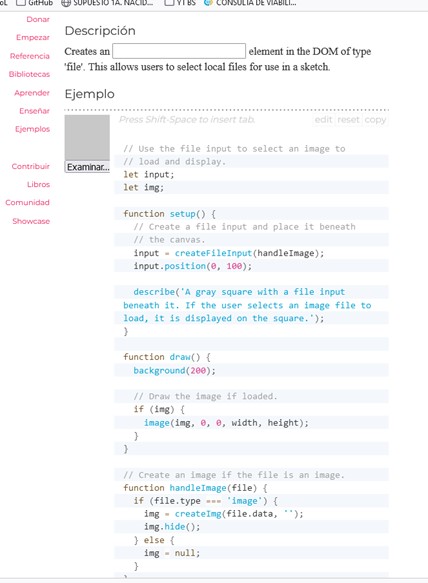 GitHub
SUPUESTO 1A. NACID...
YT BS
CONSULTA DE VIABILI...
Donar
Empezar
Referencia
Bibliotecas
Aprender
Enseñar
Ejemplos
Contribuir
Libros
Comunidad
Showcase
Descripción
Creates an element in the DOM of type
'file'. This allows users to select local files for use in a sketch.
Ejemplo
Examinar...
Press Shift-Space to insert tab.
edit reset copy
// Use the file input to select an image to
// load and display.
let input;
let img;
function setup() {
// Create a file input and place it beneath
// the canvas.
input = createFileInput(handleImage);
input.position(0, 100);
describe('A gray square with a file input
beneath it. If the user selects an image file to
load, it is displayed on the square.');
}
function draw() {
background(200);
// Draw the image if loaded.
if (img) {
image(img, 0, 0, width, height);
}
}
// Create an image if the file is an image.
function handleImage(file) {
if (file.type === 'image') {
img = createImg(file.data, '');
img.hide();
} else {
img = null;
}